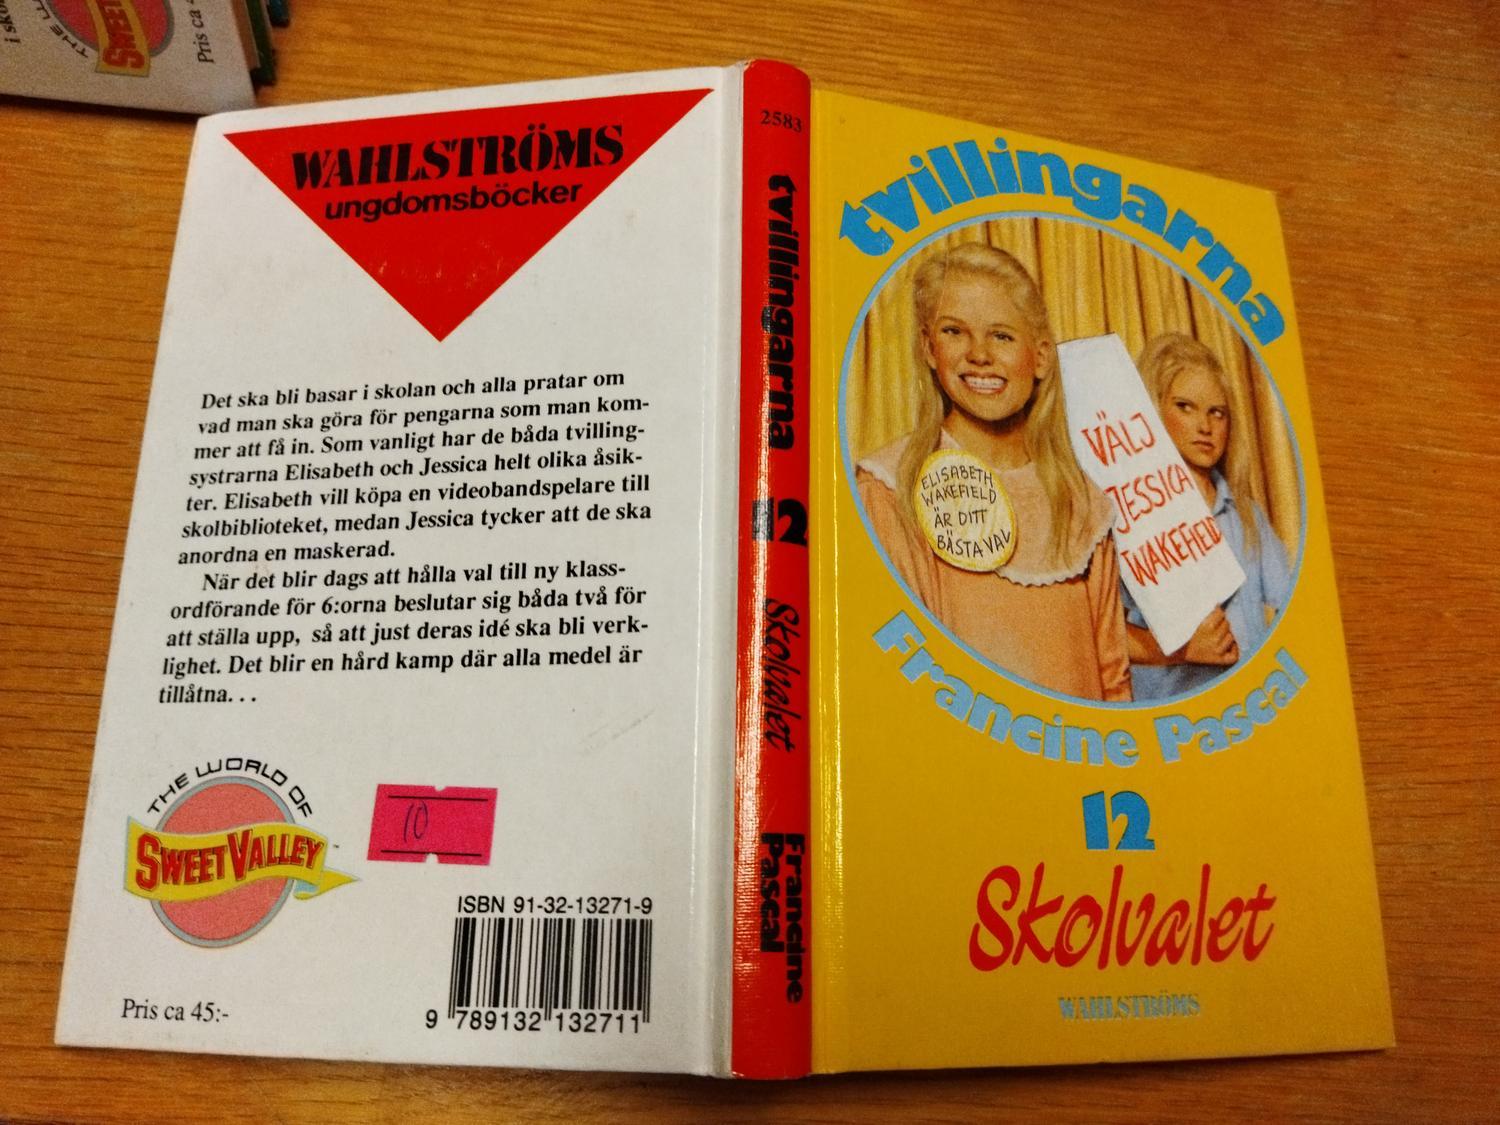 i sko
THE W
SWEE
Pris ca 4
WAHLSTRÖMS
ungdomsböcker
Det ska bli basar i skolan och alla pratar om
vad man ska göra för pengarna som man kom-
mer att få in. Som vanligt har de båda tvilling-
systrarna Elisabeth och Jessica helt olika åsik-
ter. Elisabeth vill köpa en videobandspelare till
skolbiblioteket, medan Jessica tycker att de ska
anordna en maskerad.
När det blir dags att hålla val till ny klass-
ordförande för 6:orna beslutar sig båda två för
att ställa upp, så att just deras idé ska bli verk-
lighet. Det blir en hård kamp där alla medel är
tillåtna...
THE WORLD OF
SWEET VALLEY ™
10
ISBN 91-32-13271-9
9 789132 132711
Pris ca 45:-
2583
tvillingarna
12
Skolvalet
Francine
Pascal
tvillingarna
ELISABETH
WAKEFIELD
ÄR DITT
BÄSTA VAL
VÄLJ
JESSICA
WAKEFIELD
Francine Pascal
12
Skolvalet
WAHLSTRÖMS